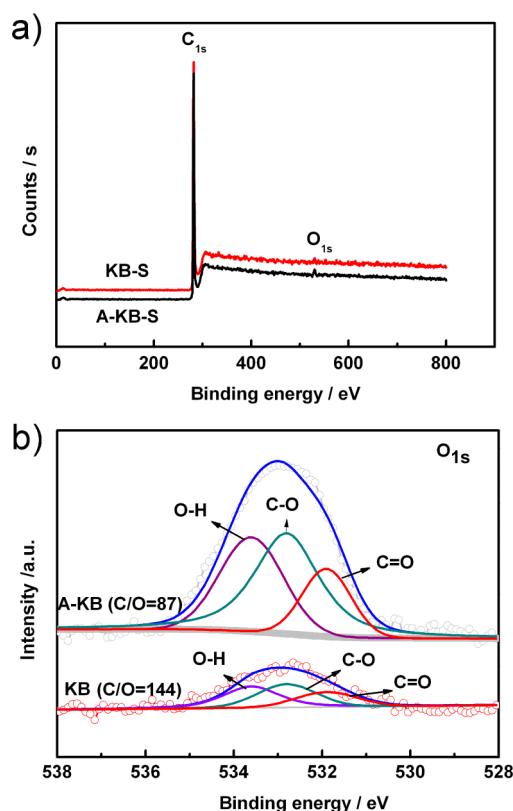 a)
C1s
O1s
KB-S
A-KB-S
Counts / s
0 200 400 600 800
Binding energy / eV
b)
O1s
O-H
C-O
C=O
A-KB (C/O=87)
O-H
C-O
C=O
KB (C/O=144)
Intensity /a.u.
538 536 534 532 530 528
Binding energy / eV